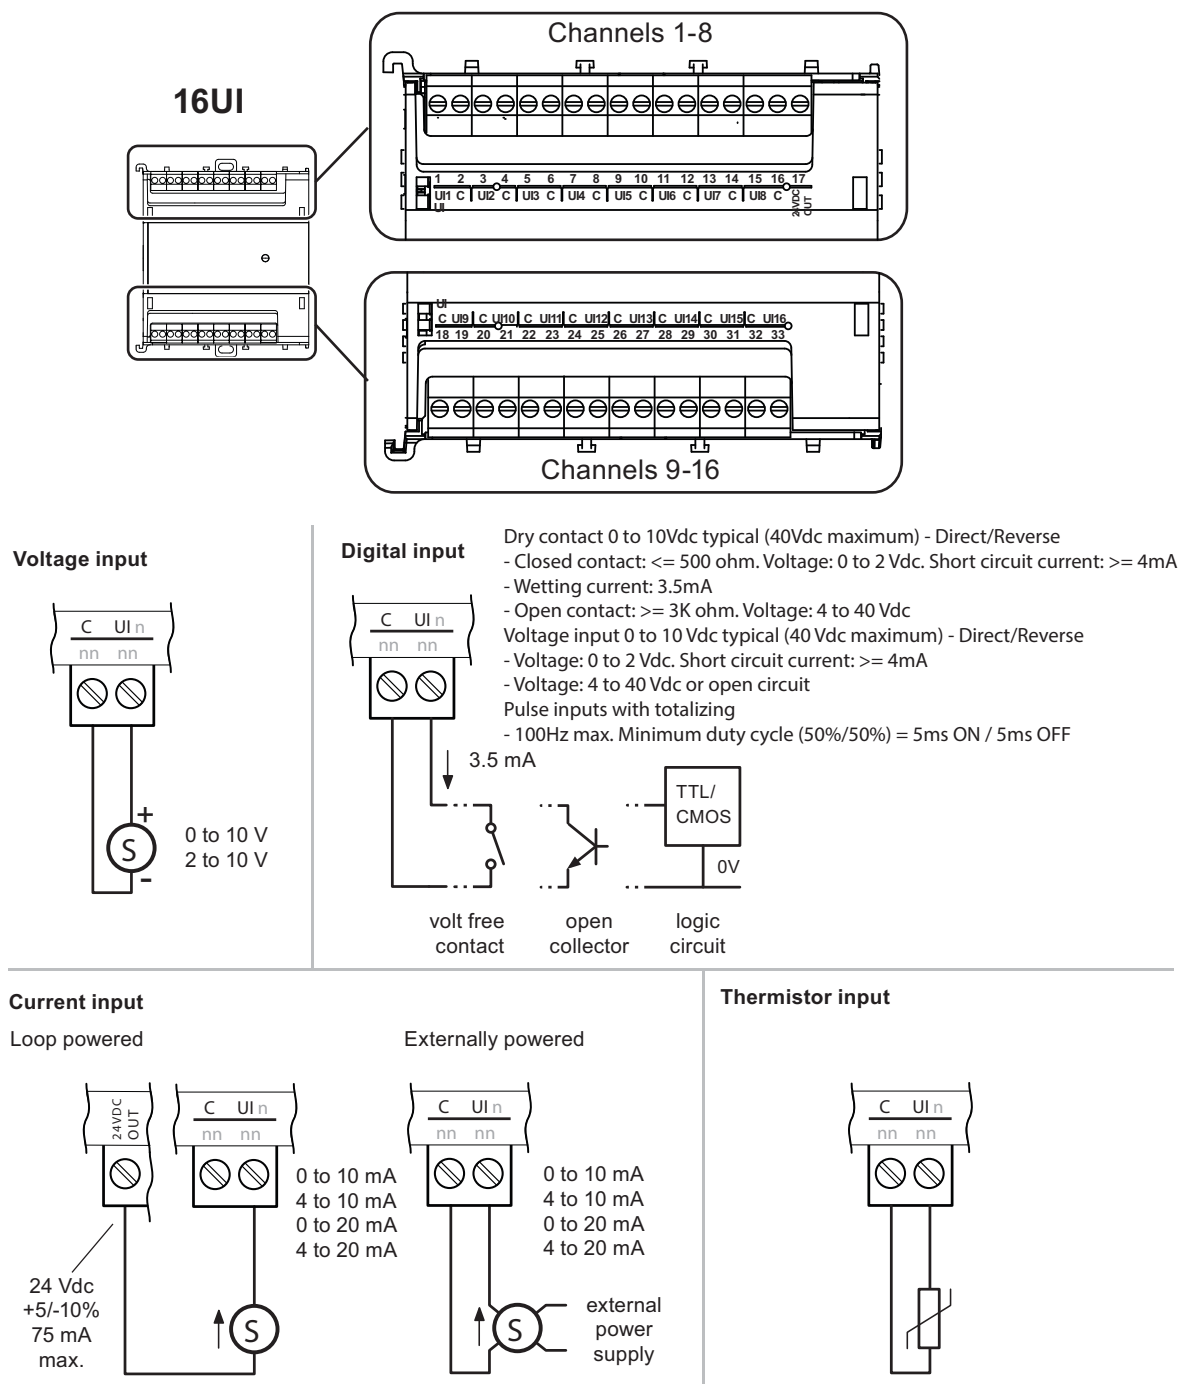 Channels 1-8
16UI
1 2 3 4 5 6 7 8 9 10 11 12 13 14 15 16 17
UI1 C UI2 C UI3 C UI4 C UI5 C UI6 C UI7 C UI8 C 24VDC OUT
UI
UI
C UI9 C UI10 C UI11 C UI12 C UI13 C UI14 C UI15 C UI16
18 19 20 21 22 23 24 25 26 27 28 29 30 31 32 33
Channels 9-16
Voltage input
C UI n
nn nn
+
S
-
0 to 10 V
2 to 10 V
Digital input
Dry contact 0 to 10Vdc typical (40Vdc maximum) - Direct/Reverse
- Closed contact: <= 500 ohm. Voltage: 0 to 2 Vdc. Short circuit current: >= 4mA
- Wetting current: 3.5mA
- Open contact: >= 3K ohm. Voltage: 4 to 40 Vdc
Voltage input 0 to 10 Vdc typical (40 Vdc maximum) - Direct/Reverse
- Voltage: 0 to 2 Vdc. Short circuit current: >= 4mA
- Voltage: 4 to 40 Vdc or open circuit
Pulse inputs with totalizing
- 100Hz max. Minimum duty cycle (50%/50%) = 5ms ON / 5ms OFF
C UI n
nn nn
3.5 mA
TTL/
CMOS
0V
volt free
contact
open
collector
logic
circuit
Current input
Loop powered
24VDC
OUT
C UI n
nn nn
0 to 10 mA
4 to 10 mA
0 to 20 mA
4 to 20 mA
24 Vdc
+5/-10%
75 mA
max.
S
Externally powered
C UI n
nn nn
0 to 10 mA
4 to 10 mA
0 to 20 mA
4 to 20 mA
S
external
power
supply
Thermistor input
C UI n
nn nn